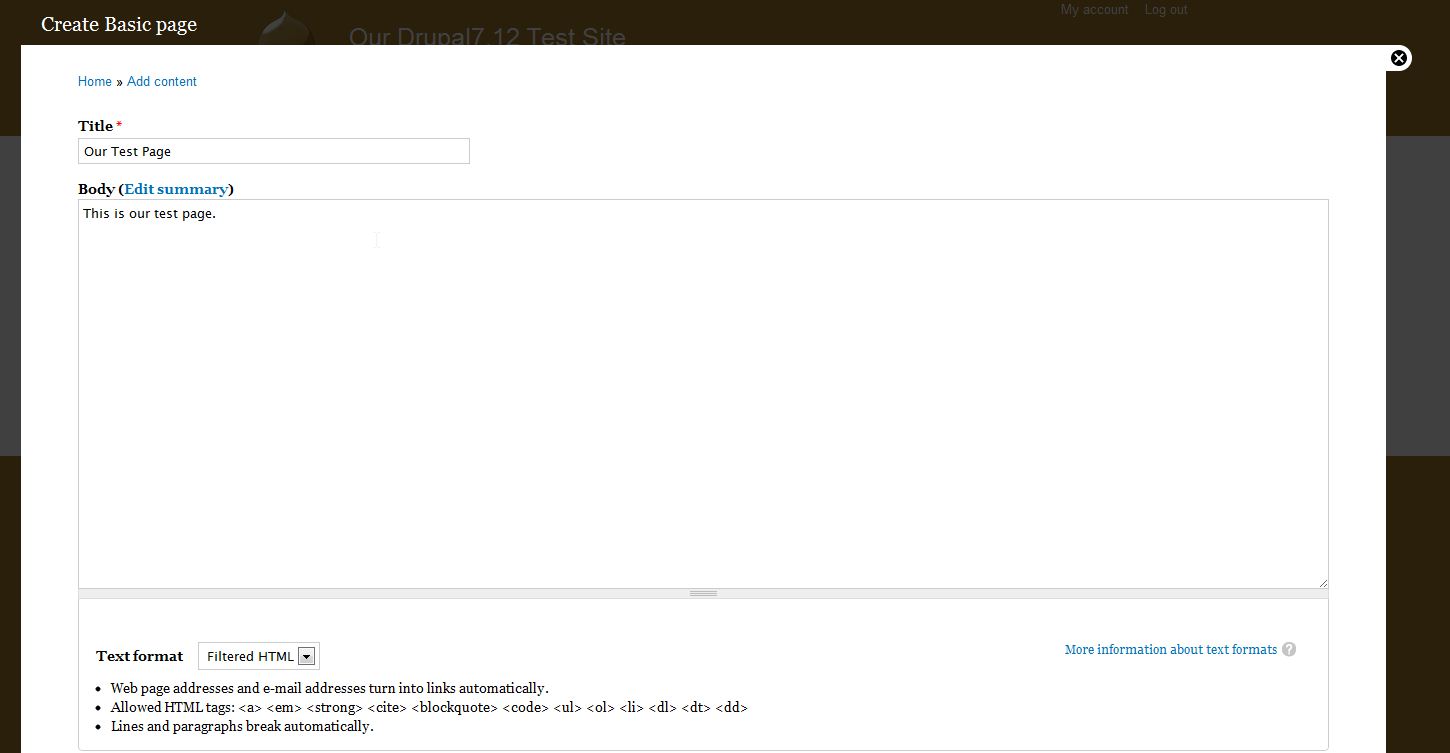 My account Log out
Create Basic page
Our Drupal7.12 Test Site
Home » Add content
Title *
Our Test Page
Body (Edit summary)
This is our test page.
Text format Filtered HTML More information about text formats ?
• Web page addresses and e-mail addresses turn into links automatically.
• Allowed HTML tags: <a> <em> <strong> <cite> <blockquote> <code> <ul> <ol> <li> <dl> <dt> <dd>
• Lines and paragraphs break automatically.